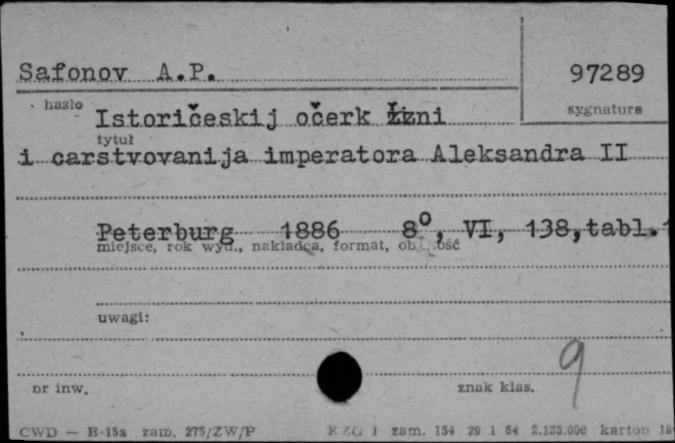 Safonov A.P.
97289
hasło
sygnatura
Istoričeskij očerk žizni
tytuł
i carstvovanija imperatora Aleksandra II
Peterburg 1886 8°, VI, 138, tabl.
miejsce, rok wyd., nakładca, format, objętość
uwagi:
9
nr inw.
znak klas.
CWD — B-15a zam. 275/ZW/P
zam. 134 29 1 64 2.133.000 karton